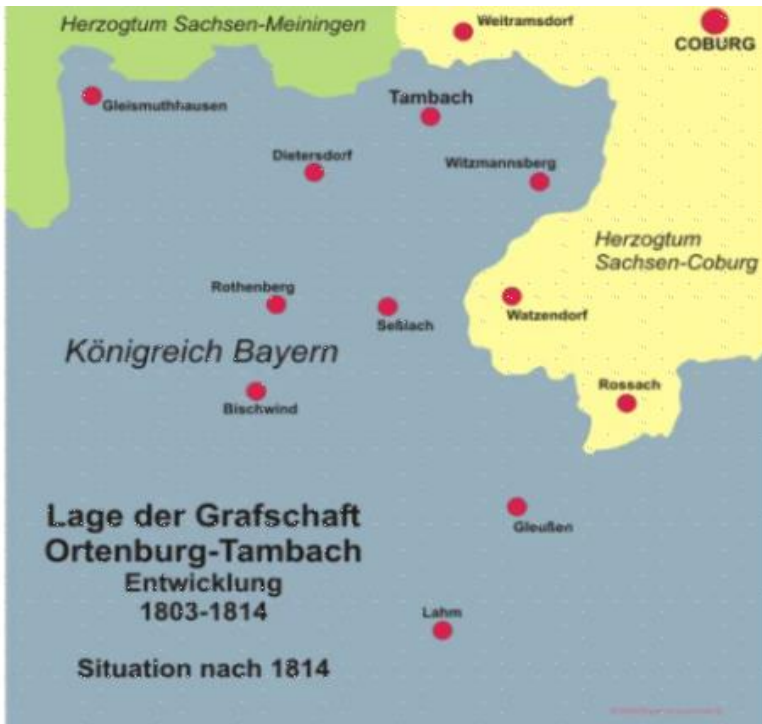 Herzogtum Sachsen-Meiningen
Weitramsdorf
COBURG
Gleismuthhausen
Tambach
Dietersdorf
Witzmannsberg
Herzogtum
Sachsen-Coburg
Rothenberg
Seßlach
Watzendorf
Königreich Bayern
Rossach
Bischwind
Lage der Grafschaft
Ortenburg-Tambach
Entwicklung
1803-1814
Gleußen
Lahm
Situation nach 1814